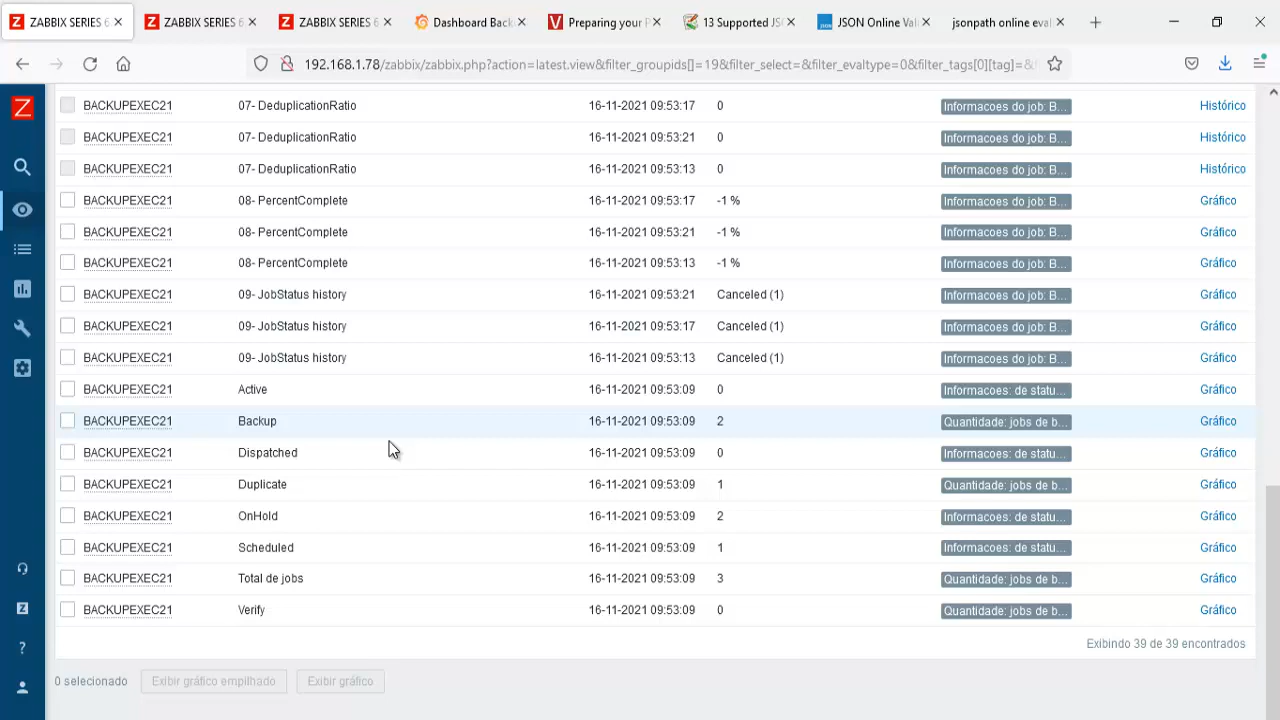 ZABBIX SERIES 6
ZABBIX SERIES 6
ZABBIX SERIES 6
Dashboard Back
Preparing your P
13 Supported JS
JSON Online Vali
jsonpath online eval
192.168.1.78/zabbix/zabbix.php?action=latest.view&filter_groupids[]=19&filter_select=&filter_evaltype=0&filter_tags[0][tag]=&
BACKUPEXEC21 07- DeduplicationRatio 16-11-2021 09:53:17 0 Informacoes do job: B... Histórico
BACKUPEXEC21 07- DeduplicationRatio 16-11-2021 09:53:21 0 Informacoes do job: B... Histórico
BACKUPEXEC21 07- DeduplicationRatio 16-11-2021 09:53:13 0 Informacoes do job: B... Histórico
BACKUPEXEC21 08- PercentComplete 16-11-2021 09:53:17 -1 % Informacoes do job: B... Gráfico
BACKUPEXEC21 08- PercentComplete 16-11-2021 09:53:21 -1 % Informacoes do job: B... Gráfico
BACKUPEXEC21 08- PercentComplete 16-11-2021 09:53:13 -1 % Informacoes do job: B... Gráfico
BACKUPEXEC21 09- JobStatus history 16-11-2021 09:53:21 Canceled (1) Informacoes do job: B... Gráfico
BACKUPEXEC21 09- JobStatus history 16-11-2021 09:53:17 Canceled (1) Informacoes do job: B... Gráfico
BACKUPEXEC21 09- JobStatus history 16-11-2021 09:53:13 Canceled (1) Informacoes do job: B... Gráfico
BACKUPEXEC21 Active 16-11-2021 09:53:09 0 Informacoes: de statu... Gráfico
BACKUPEXEC21 Backup 16-11-2021 09:53:09 2 Quantidade: jobs de b... Gráfico
BACKUPEXEC21 Dispatched 16-11-2021 09:53:09 0 Informacoes: de statu... Gráfico
BACKUPEXEC21 Duplicate 16-11-2021 09:53:09 1 Quantidade: jobs de b... Gráfico
BACKUPEXEC21 OnHold 16-11-2021 09:53:09 2 Informacoes: de statu... Gráfico
BACKUPEXEC21 Scheduled 16-11-2021 09:53:09 1 Informacoes: de statu... Gráfico
BACKUPEXEC21 Total de jobs 16-11-2021 09:53:09 3 Quantidade: jobs de b... Gráfico
BACKUPEXEC21 Verify 16-11-2021 09:53:09 0 Quantidade: jobs de b... Gráfico
Exibindo 39 de 39 encontrados
0 selecionado Exibir gráfico empilhado Exibir gráfico